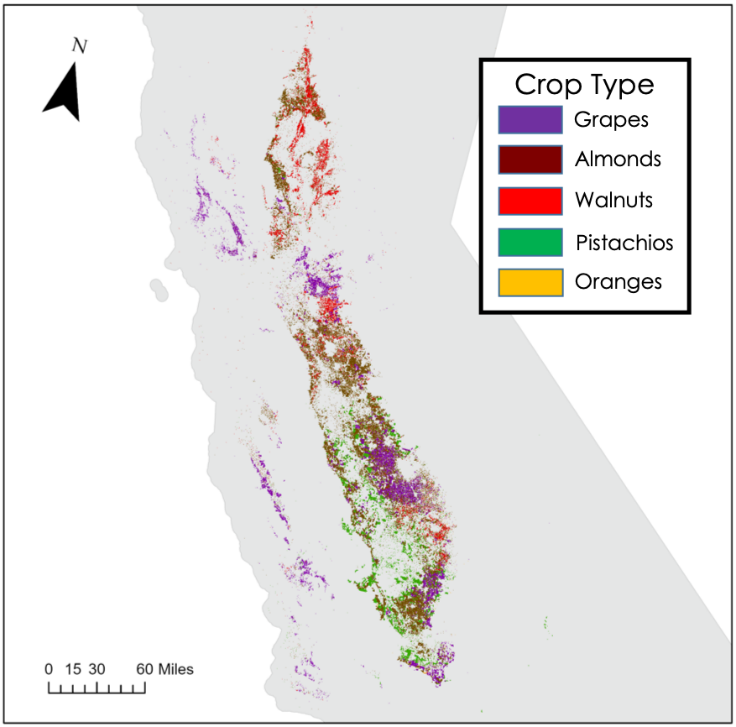 N
Crop Type
Grapes
Almonds
Walnuts
Pistachios
Oranges
0 15 30 60 Miles